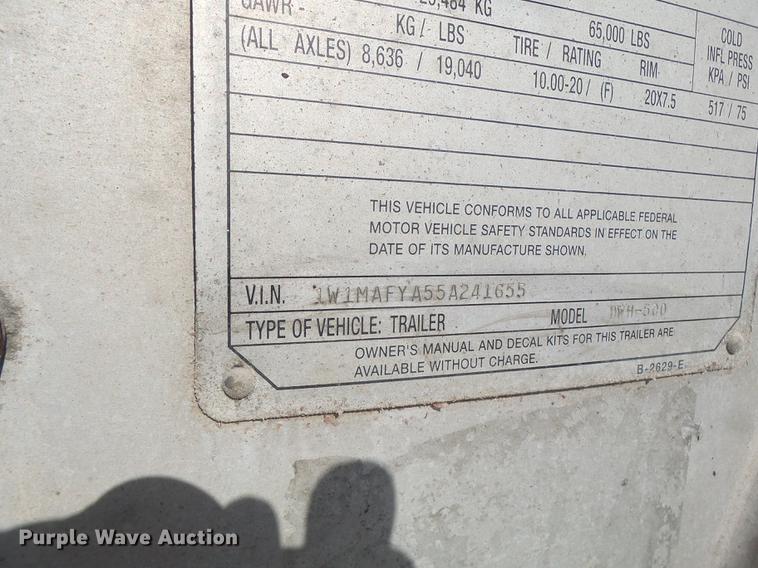 GAWR - 29,484 KG 65,000 LBS COLD
KG / LBS TIRE / RATING RIM INFL PRESS
KPA / PSI
(ALL AXLES) 8,636 / 19,040 10.00-20 / (F) 20X7.5 517 / 75
THIS VEHICLE CONFORMS TO ALL APPLICABLE FEDERAL
MOTOR VEHICLE SAFETY STANDARDS IN EFFECT ON THE
DATE OF ITS MANUFACTURE SHOWN.
V.I.N. 1W1MAFYA55A241655
TYPE OF VEHICLE: TRAILER MODEL
OWNER'S MANUAL AND DECAL KITS FOR THIS TRAILER ARE
AVAILABLE WITHOUT CHARGE.
B-2629-E
Purple Wave Auction